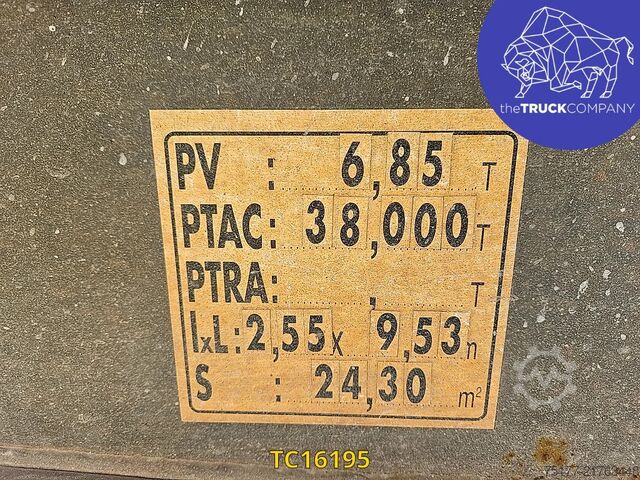 theTRUCKCOMPANY
PV : 6,85 T
PTAC: 38,000 T
PTRA: , T
lxL: 2,55 x 9,53 n
S : 24,30 m²
TC16195